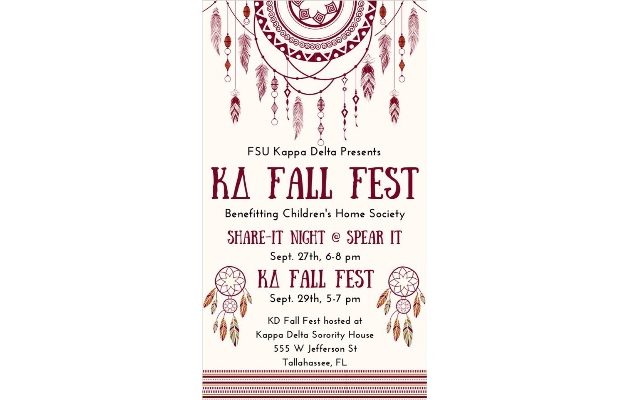 FSU Kappa Delta Presents
KΔ FALL FEST
Benefitting Children's Home Society
SHARE-IT NIGHT @ SPEAR IT
Sept. 27th, 6-8 pm
KΔ FALL FEST
Sept. 29th, 5-7 pm
KD Fall Fest hosted at
Kappa Delta Sorority House
555 W Jefferson St
Tallahassee, FL